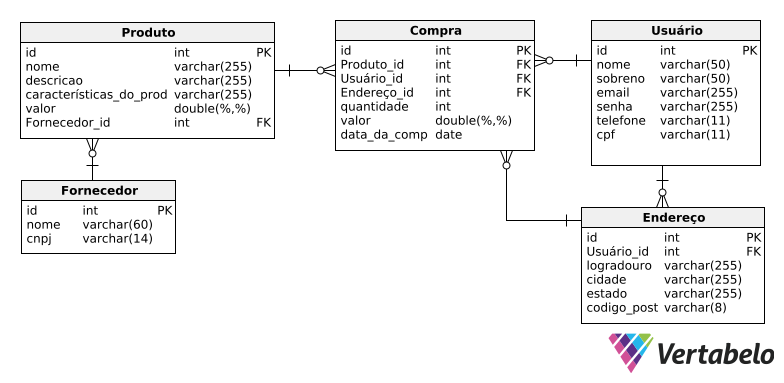 Produto
id int PK
nome varchar(255)
descricao varchar(255)
características_do_prod varchar(255)
valor double(%,%)
Fornecedor_id int FK
Compra
id int PK
Produto_id int FK
Usuário_id int FK
Endereço_id int FK
quantidade int
valor double(%,%)
data_da_comp date
Usuário
id int PK
nome varchar(50)
sobreno varchar(50)
email varchar(255)
senha varchar(255)
telefone varchar(11)
cpf varchar(11)
Fornecedor
id int PK
nome varchar(60)
cnpj varchar(14)
Endereço
id int PK
Usuário_id int FK
logradouro varchar(255)
cidade varchar(255)
estado varchar(255)
codigo_post varchar(8)
Vertabelo